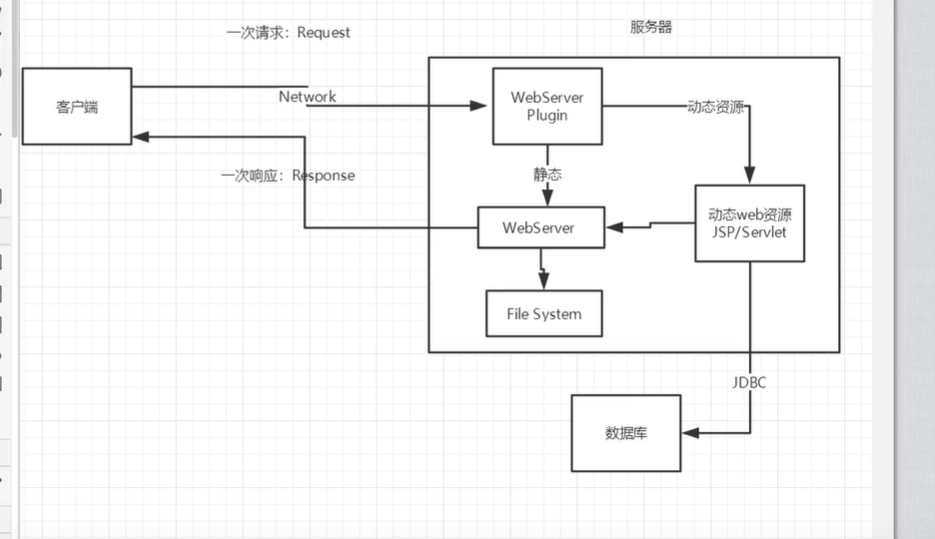 一次请求：Request
服务器
客户端
Network
WebServer
Plugin
动态资源
一次响应：Response
静态
WebServer
动态web资源
JSP/Servlet
File System
JDBC
数据库